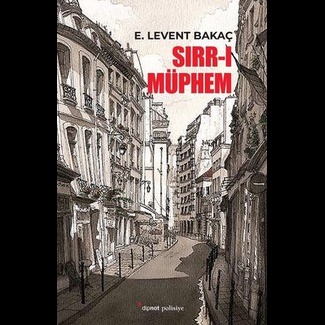 E. LEVENT BAKAÇ
SIRR-I
MÜPHEM
dipnot polisiye